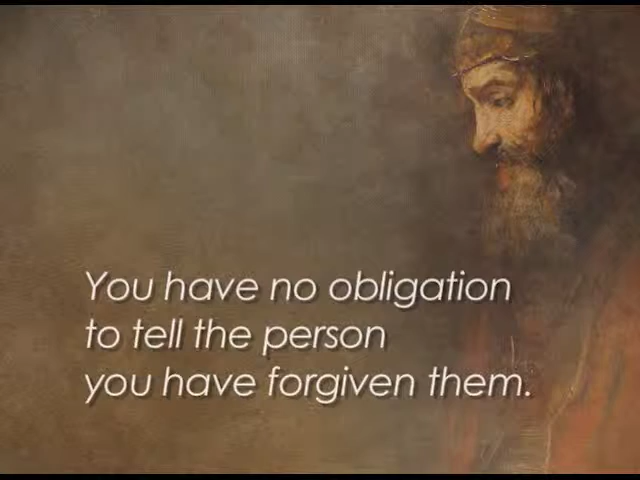 You have no obligation
to tell the person
you have forgiven them.